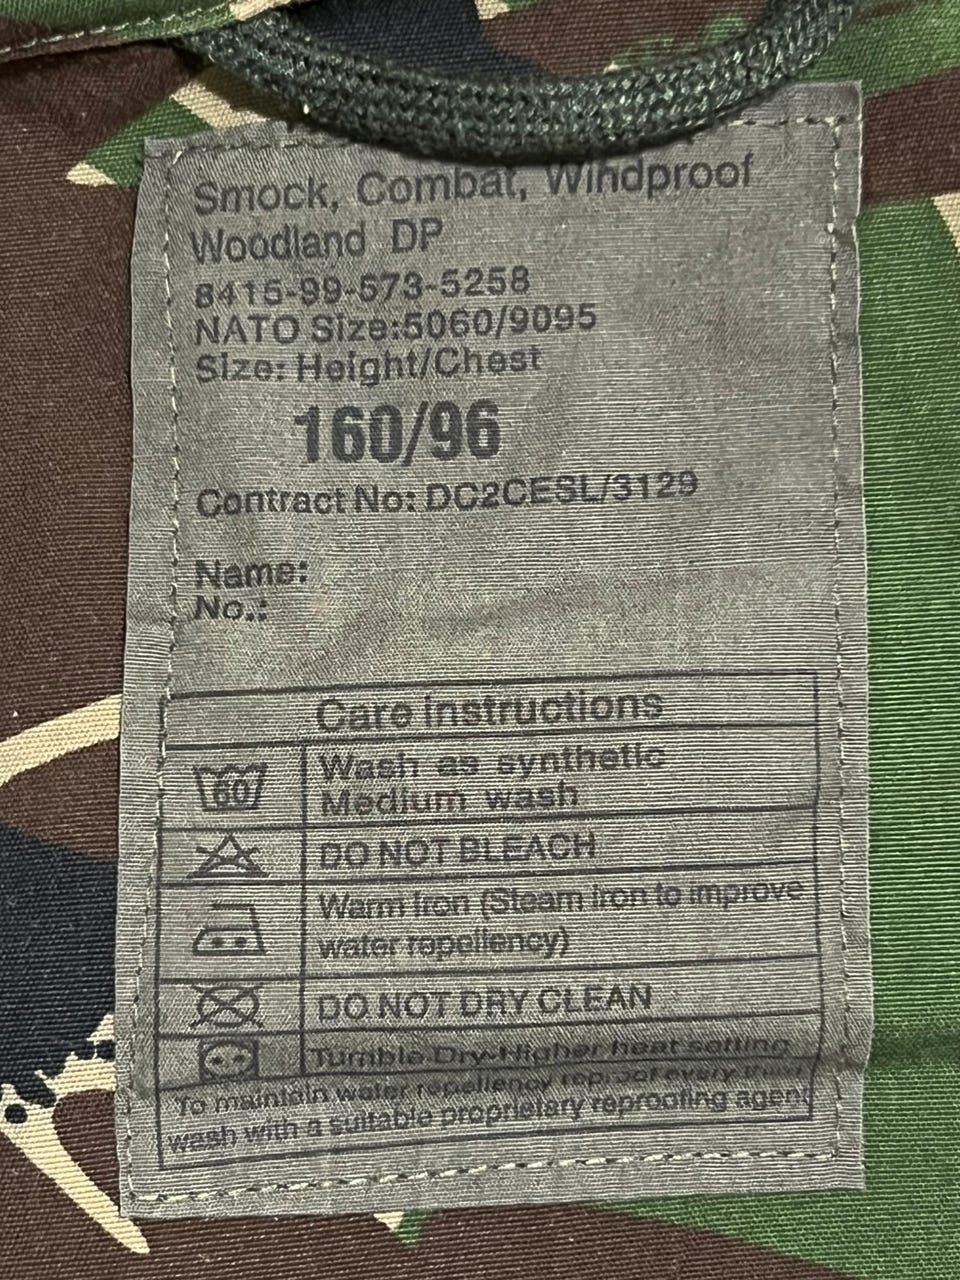 Smock, Combat, Windproof
Woodland DP
8415-99-573-5258
NATO Size:5060/9095
Size: Height/Chest
160/96
Contract No: DC2CESL/3129
Name:
No.:
Care instructions
60
Wash as synthetic
Medium wash
DO NOT BLEACH
Warm Iron (Steam iron to improve
water repellency)
DO NOT DRY CLEAN
Tumble Dry-Higher heat setting
To maintain water repellency reproof every third
wash with a suitable proprietary reproofing agent